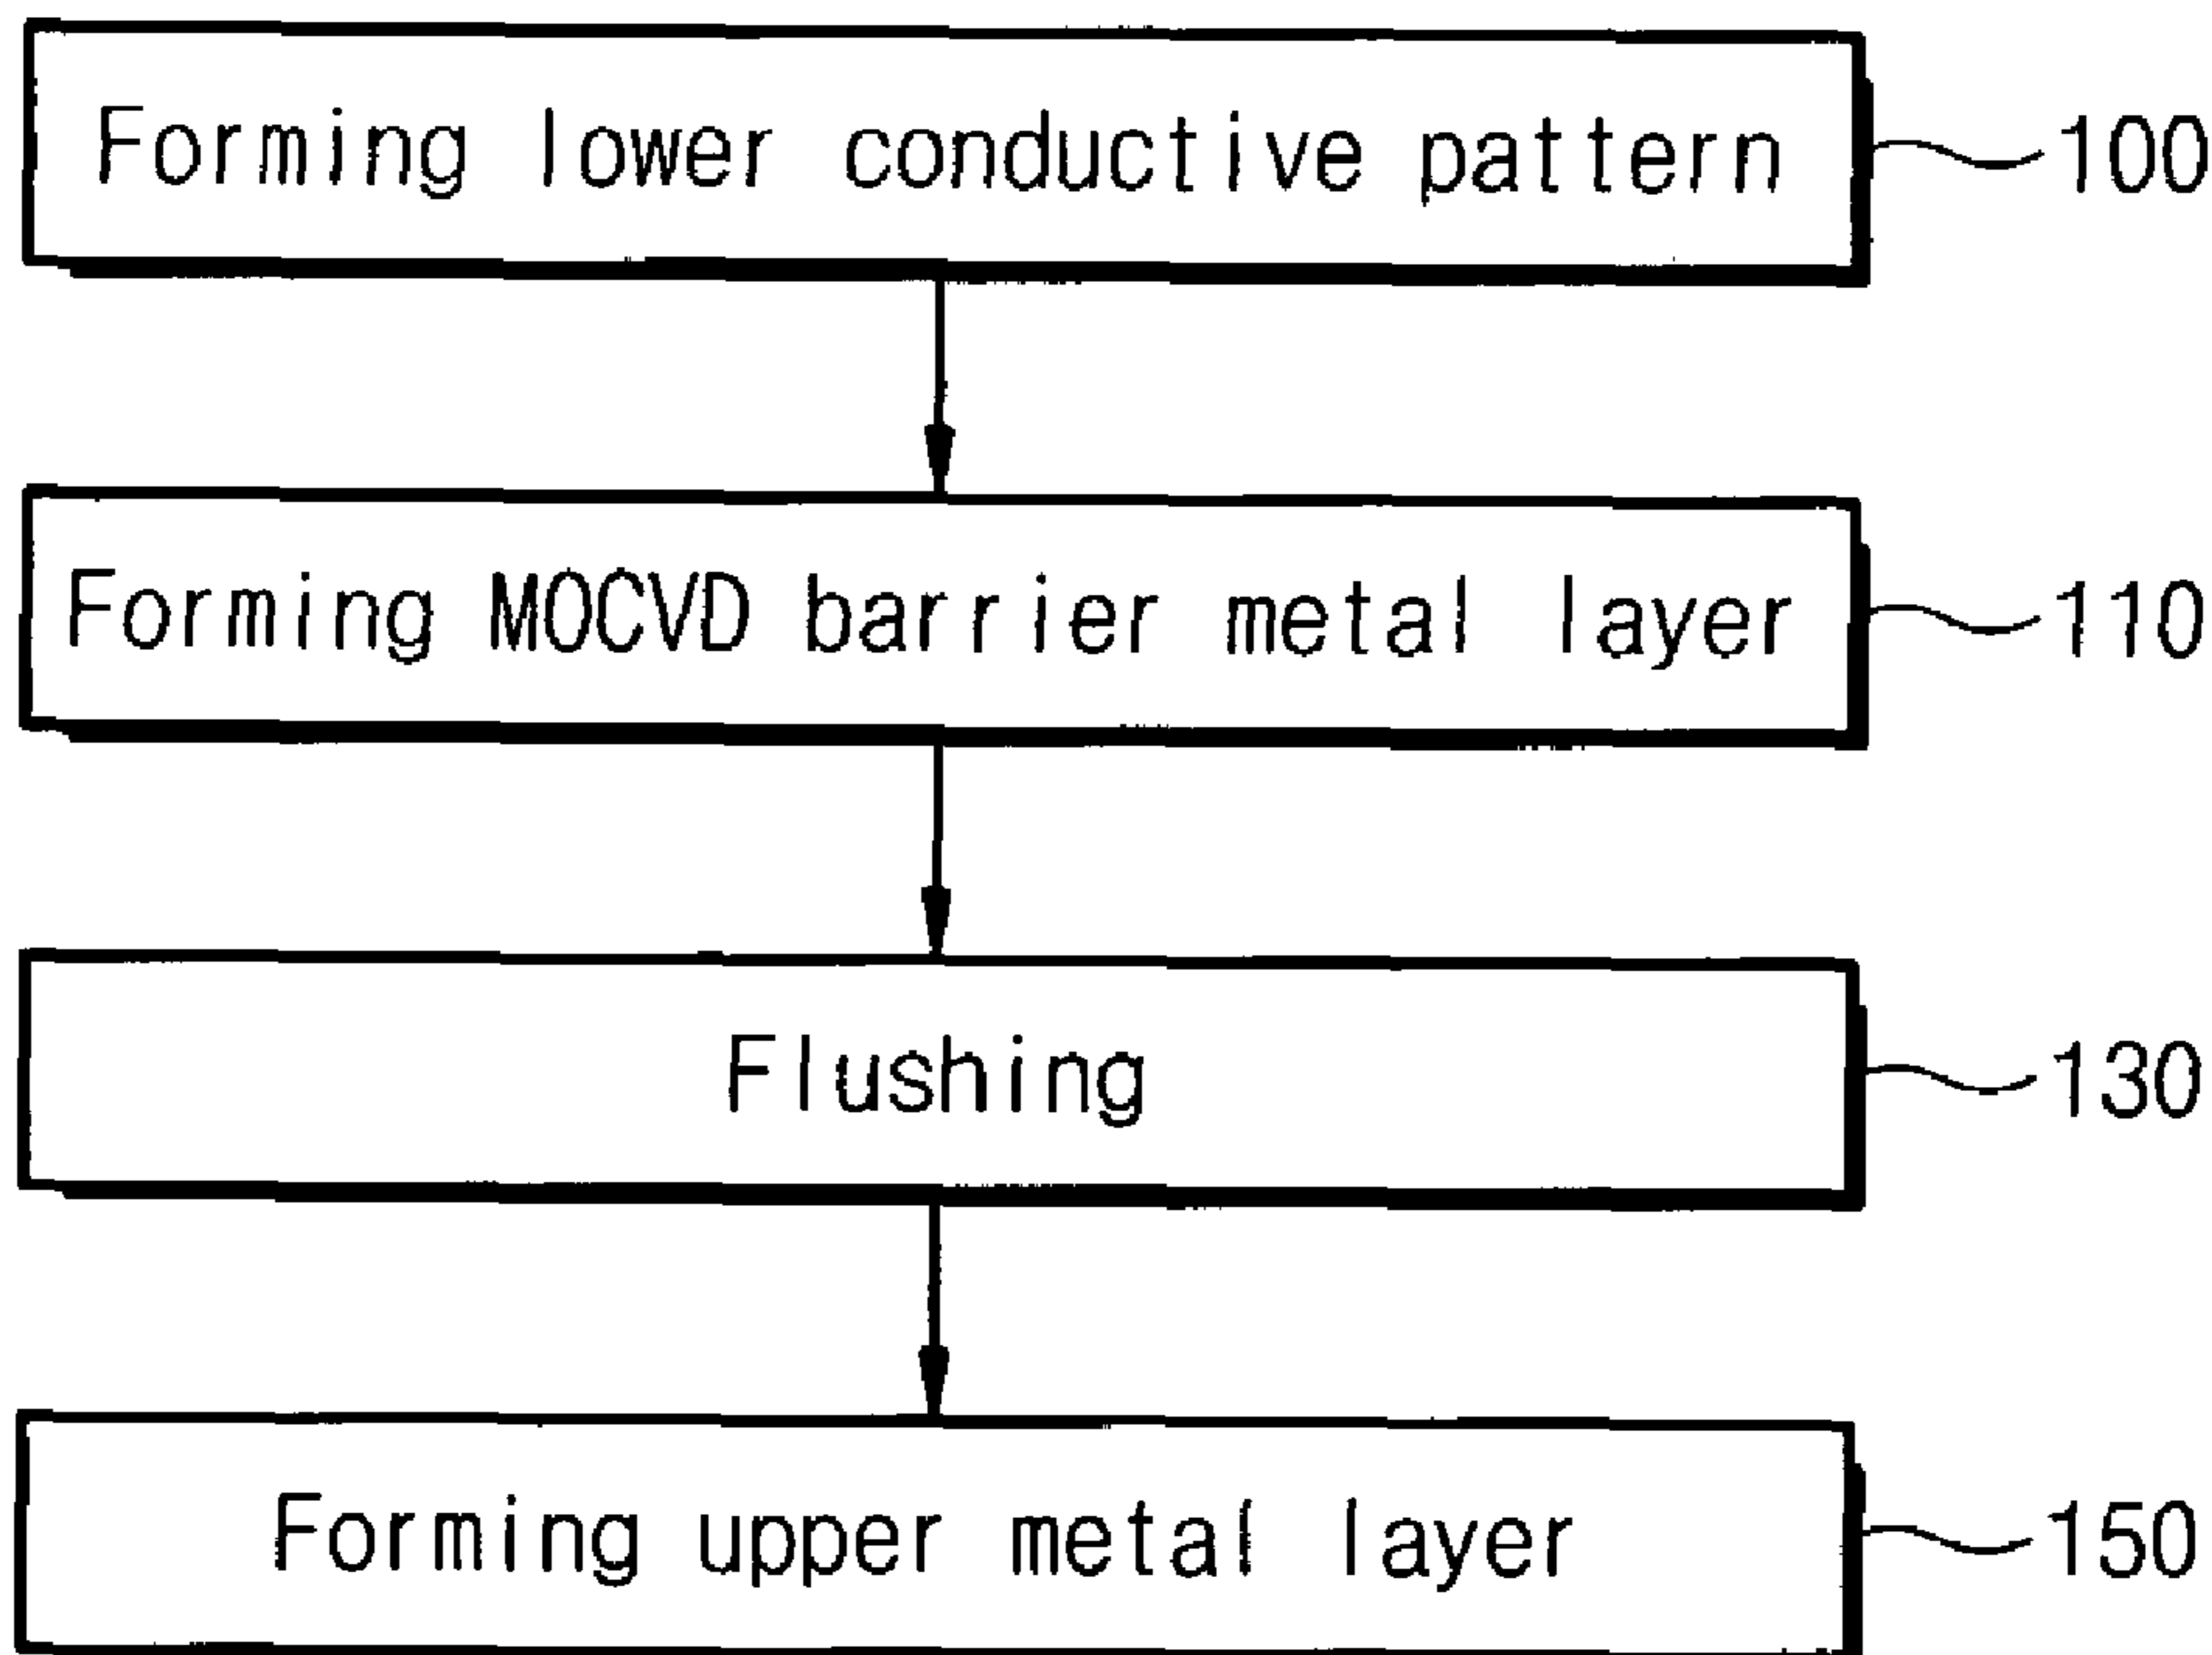 Forming lower conductive pattern 100
Forming MOCVD barrier metal layer 110
Flushing 130
Forming upper metal layer 150